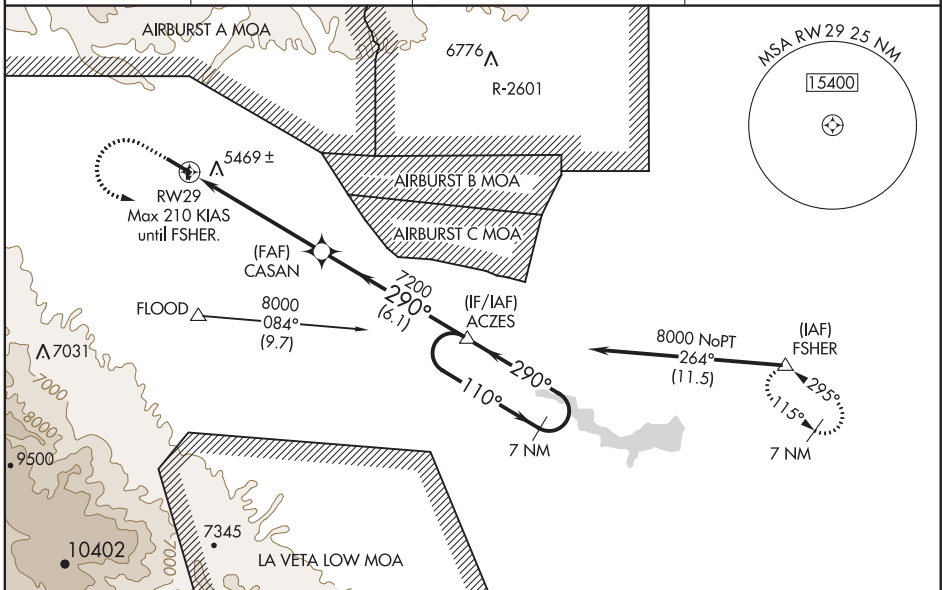 AIRBURST A MOA
6776
R-2601
MSA RW29 25 NM
15400
5469 ±
RW29
Max 210 KIAS
until FSHER.
AIRBURST B MOA
AIRBURST C MOA
(FAF)
CASAN
7200
290°
(6.1)
(IF/IAF)
ACZES
FLOOD
8000
084°
(9.7)
8000 NoPT
264°
(11.5)
(IAF)
FSHER
7031
7000
8000
290°
110°
7 NM
295°
115°
7 NM
9500
10402
7000
7345
LA VETA LOW MOA